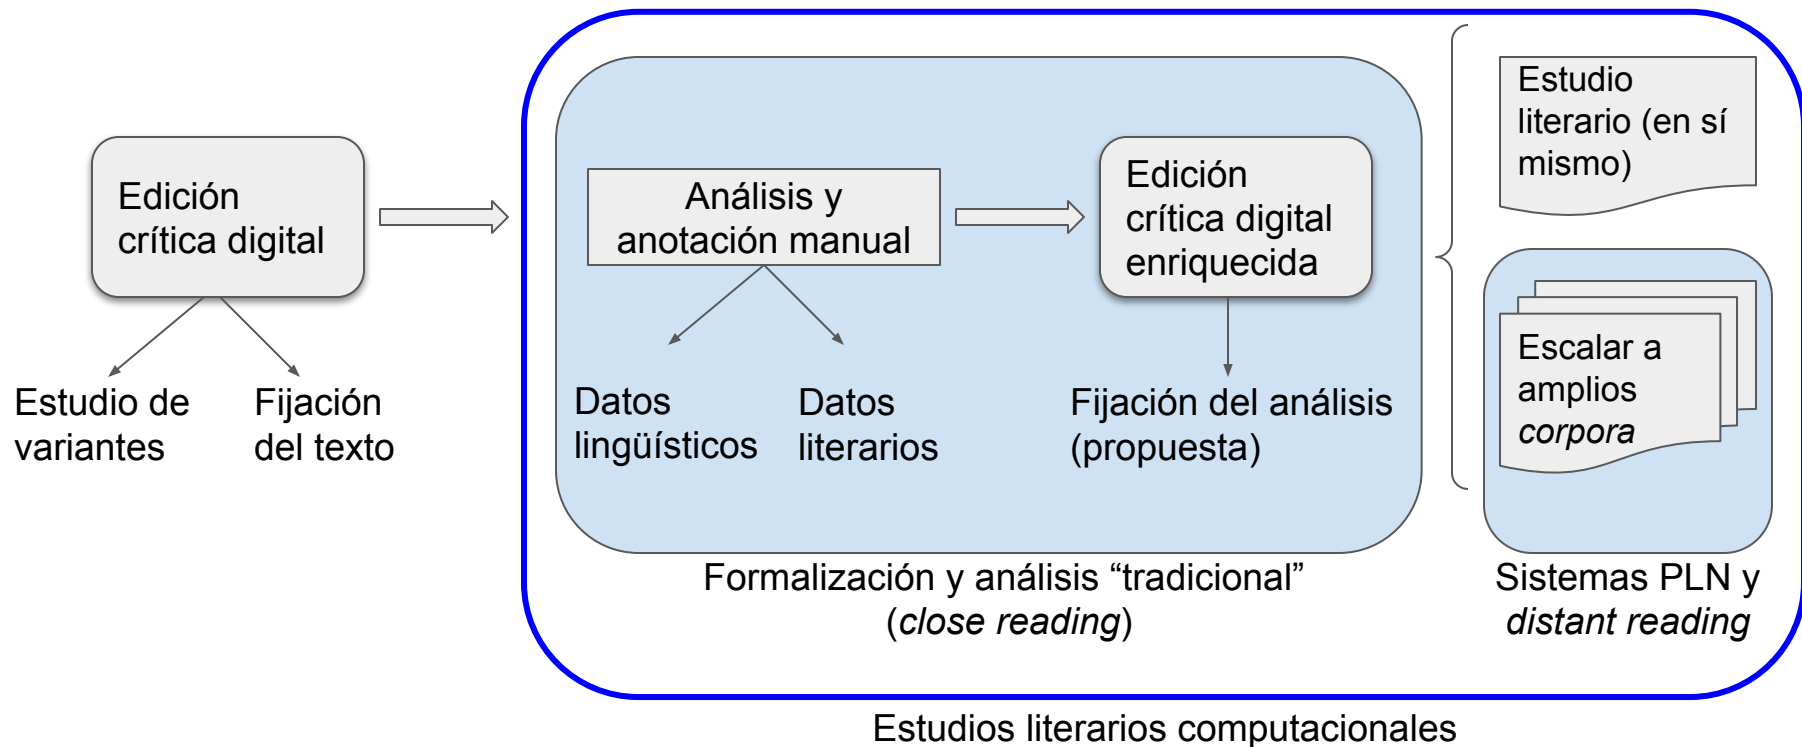 Edición
crítica digital
Estudio de
variantes
Fijación
del texto
Análisis y
anotación manual
Datos
lingüísticos
Datos
literarios
Edición
crítica digital
enriquecida
Fijación del análisis
(propuesta)
Formalización y análisis “tradicional”
(close reading)
Estudio
literario (en sí
mismo)
Escalar a
amplios
corpora
Sistemas PLN y
distant reading
Estudios literarios computacionales